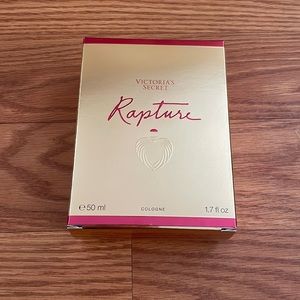 VICTORIA'S
SECRET
Rapture
℮ 50 ml
COLOGNE
1.7 fl oz